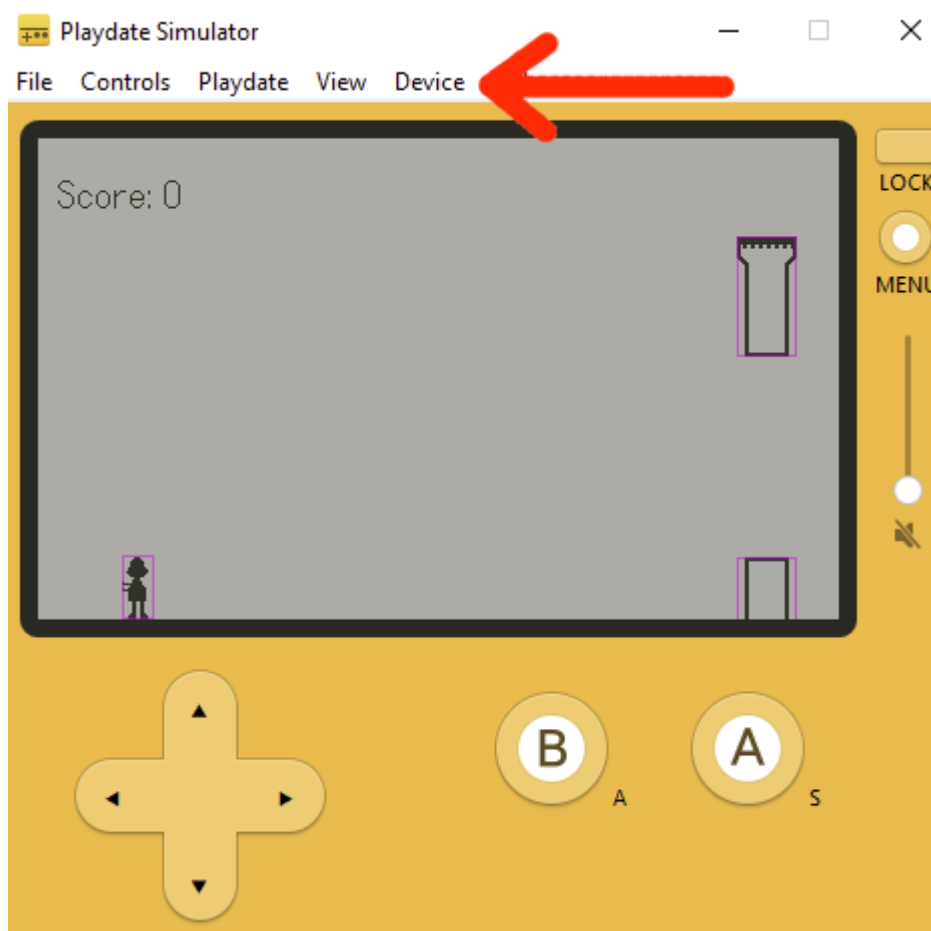 Playdate Simulator
File Controls Playdate View Device
LOCK
Score: 0
MENU
B
A
A
S